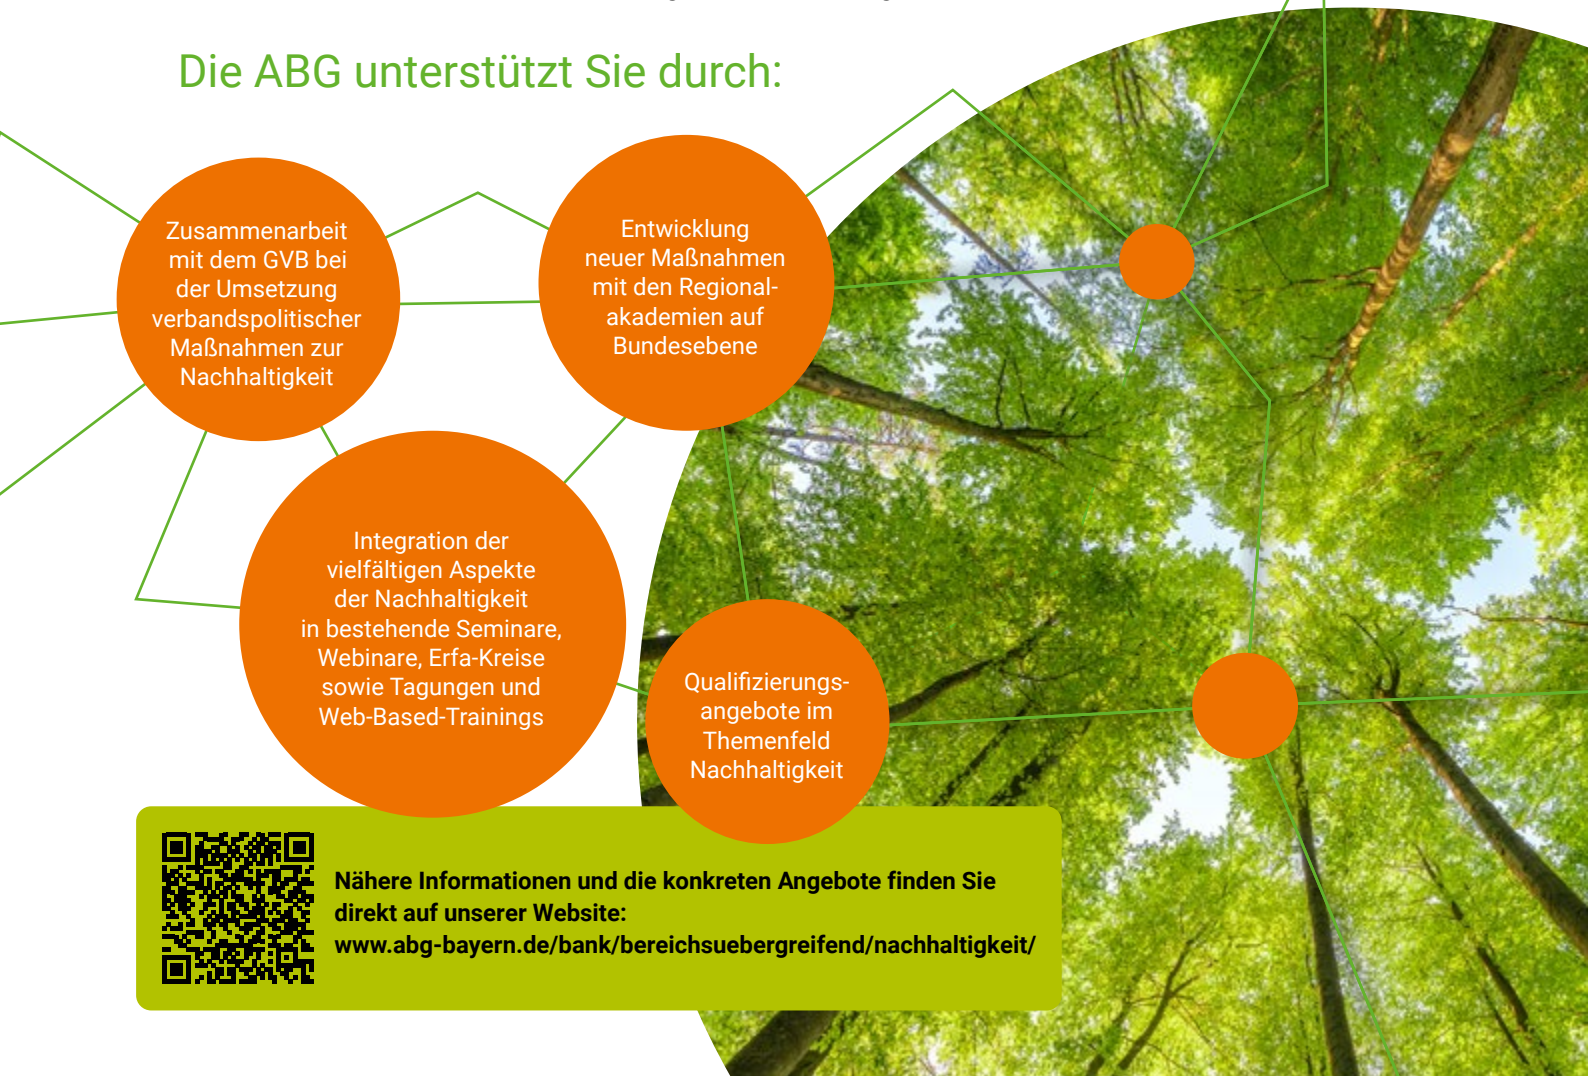 Die ABG unterstützt Sie durch:
Zusammenarbeit
mit dem GVB bei
der Umsetzung
verbandspolitischer
Maßnahmen zur
Nachhaltigkeit
Entwicklung
neuer Maßnahmen
mit den Regional-
akademien auf
Bundesebene
Integration der
vielfältigen Aspekte
der Nachhaltigkeit
in bestehende Seminare,
Webinare, Erfa-Kreise
sowie Tagungen und
Web-Based-Trainings
Qualifizierungs-
angebote im
Themenfeld
Nachhaltigkeit
Nähere Informationen und die konkreten Angebote finden Sie
direkt auf unserer Website:
www.abg-bayern.de/bank/bereichsuebergreifend/nachhaltigkeit/